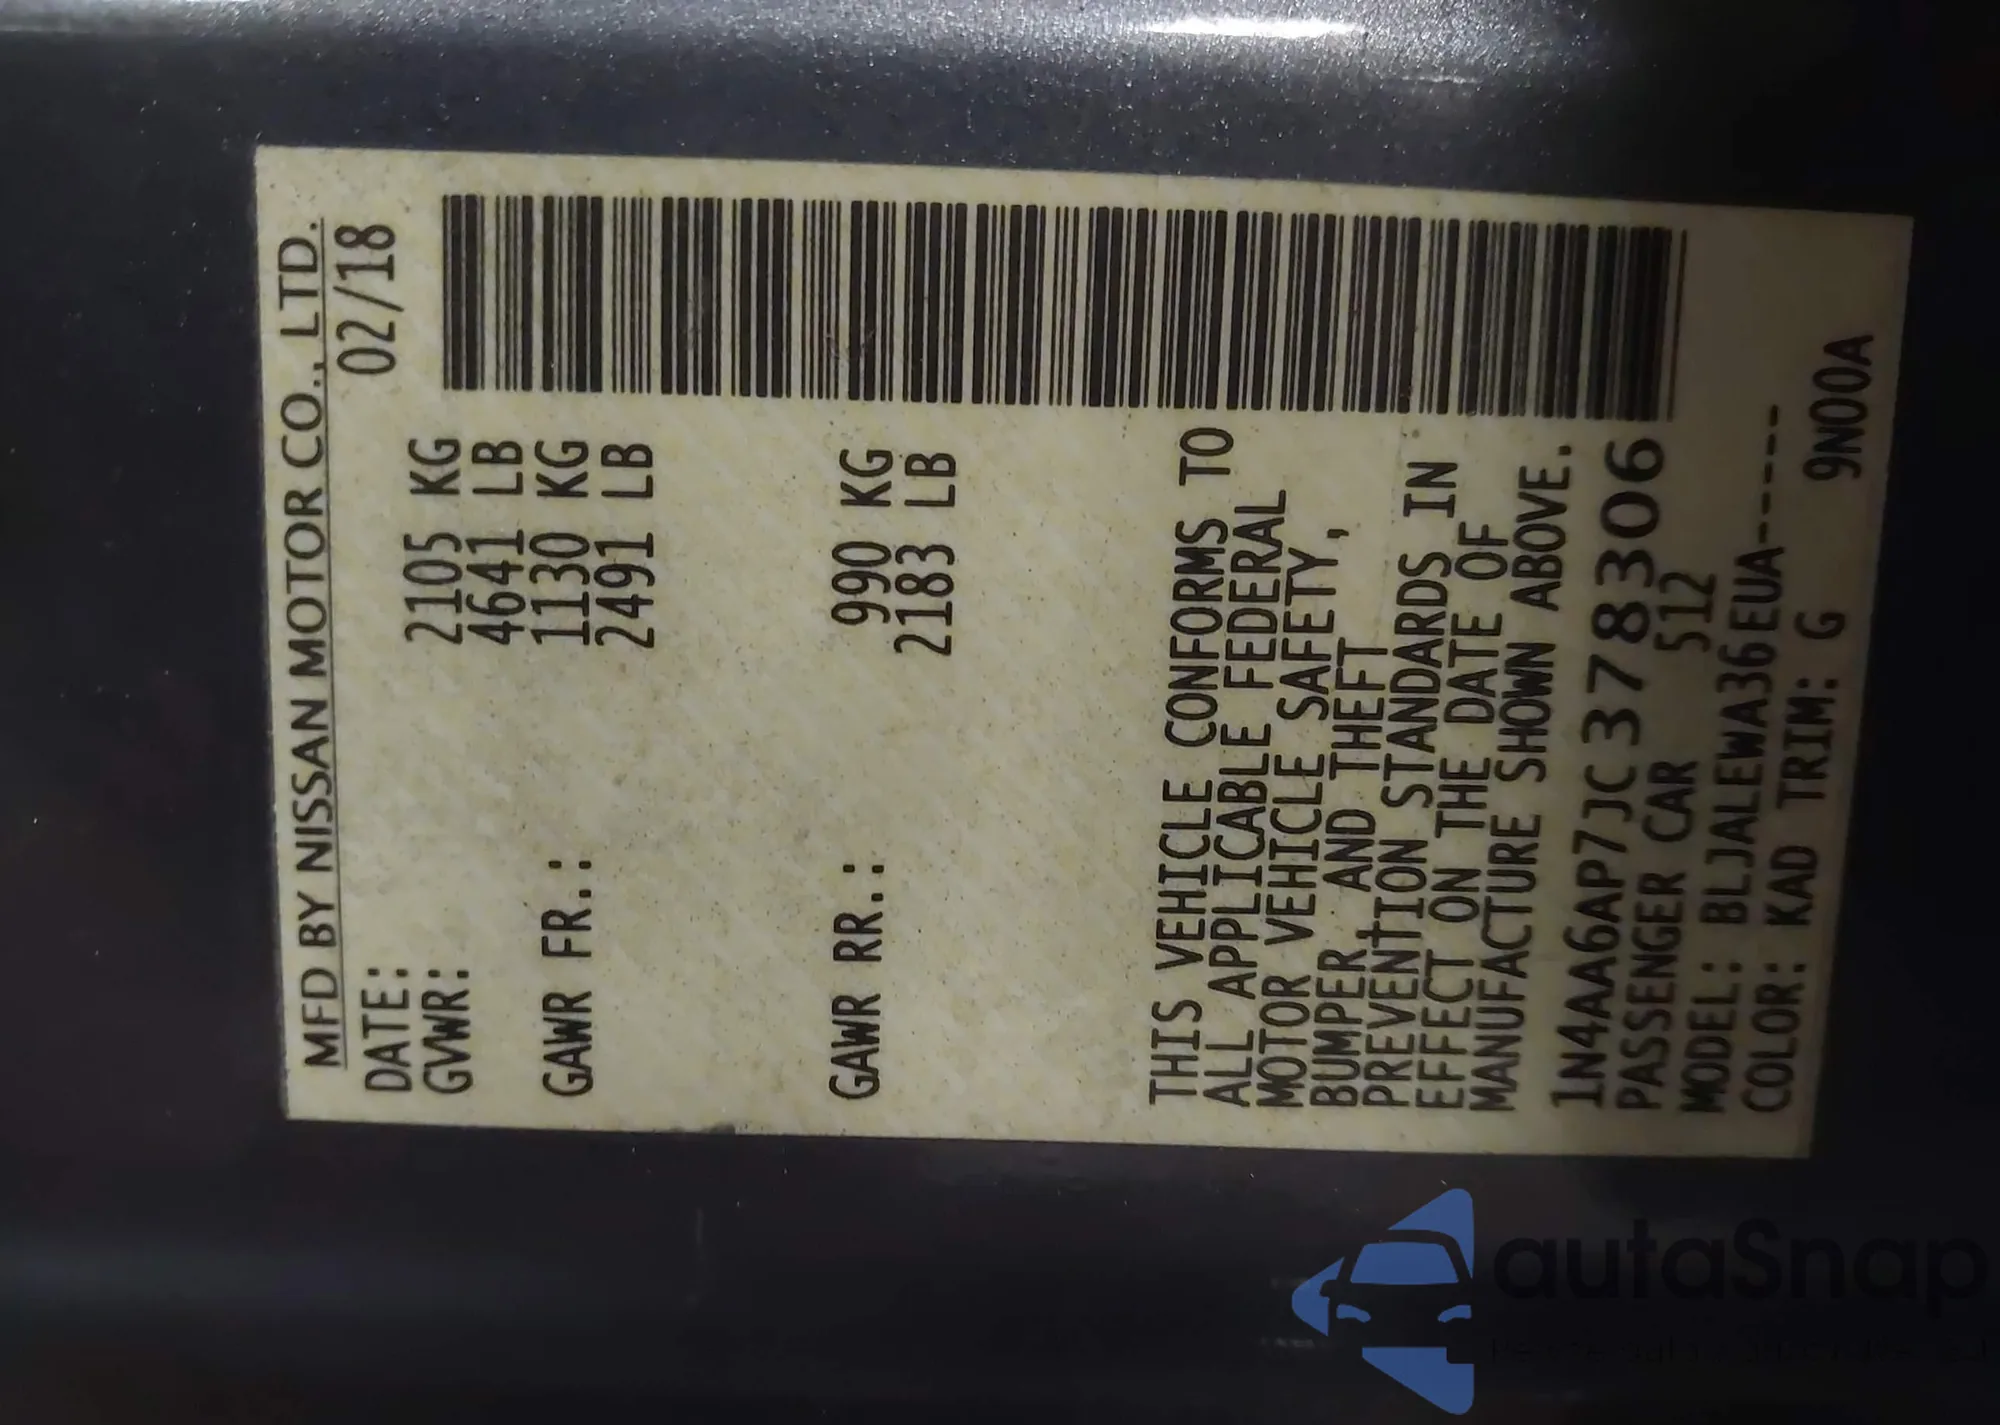 MFD BY NISSAN MOTOR CO., LTD.
DATE: 02/18
GVWR: 2105 KG
4641 LB
GAWR FR.: 1130 KG
2491 LB
GAWR RR.: 990 KG
2183 LB
THIS VEHICLE CONFORMS TO
ALL APPLICABLE FEDERAL
MOTOR VEHICLE SAFETY,
BUMPER AND THEFT
PREVENTION STANDARDS IN
EFFECT ON THE DATE OF
MANUFACTURE SHOWN ABOVE.
1N4AA6AP7JC378306
PASSENGER CAR 512
MODEL: BLJALEWA36EUA-----
COLOR: KAD TRIM: G 9N00A
autaSnap